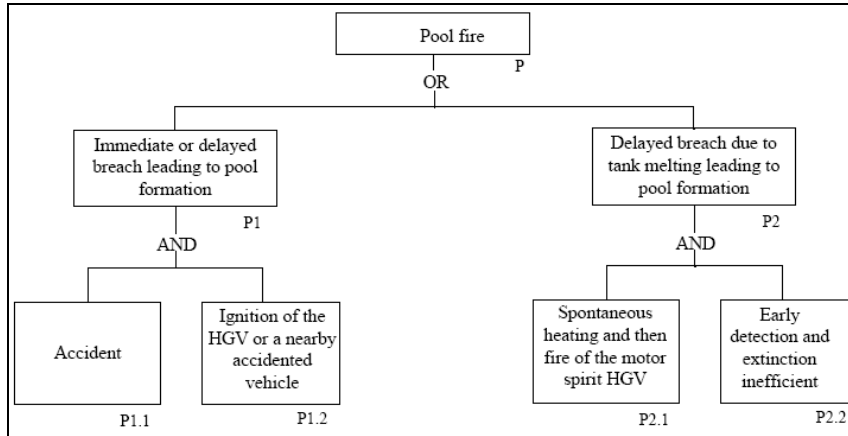 Pool fire
P
OR
Immediate or delayed
breach leading to pool
formation
P1
Delayed breach due to
tank melting leading to
pool formation
P2
AND
AND
Accident
P1.1
Ignition of the
HGV or a nearby
accidented
vehicle
P1.2
Spontaneous
heating and then
fire of the motor
spirit HGV
P2.1
Early
detection and
extinction
inefficient
P2.2